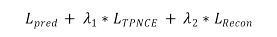 L_pred + λ_1 * L_TPNCE + λ_2 * L_Recon